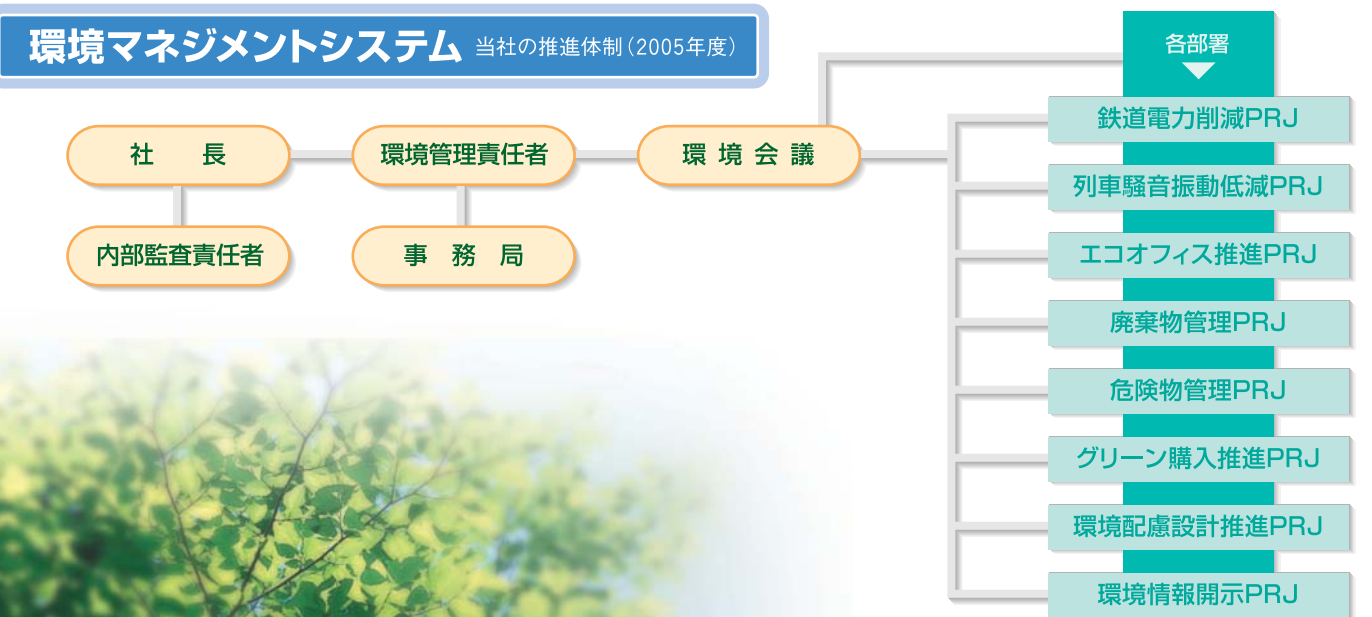 環境マネジメントシステム 当社の推進体制(2005年度)
各部署
社 長
環境管理責任者
環境会議
内部監査責任者
事務局
鉄道電力削減PRJ
列車騒音振動低減PRJ
エコオフィス推進PRJ
廃棄物管理PRJ
危険物管理PRJ
グリーン購入推進PRJ
環境配慮設計推進PRJ
環境情報開示PRJ